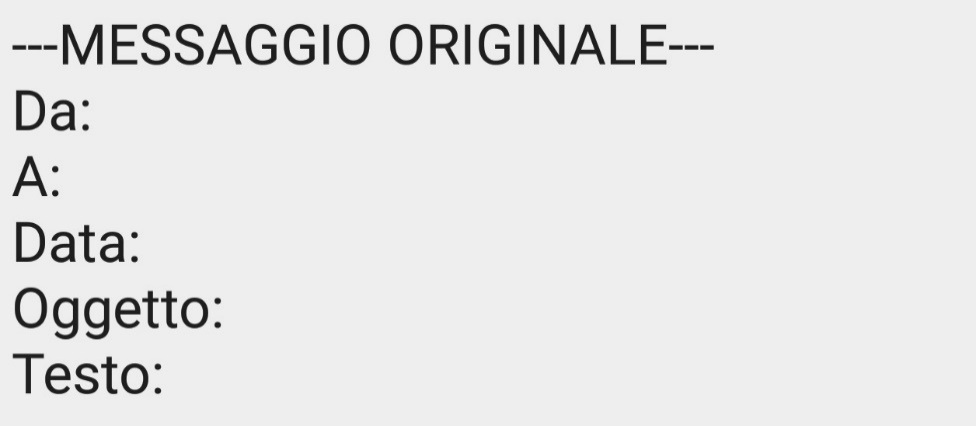 ---MESSAGGIO ORIGINALE---
Da:
A:
Data:
Oggetto:
Testo: